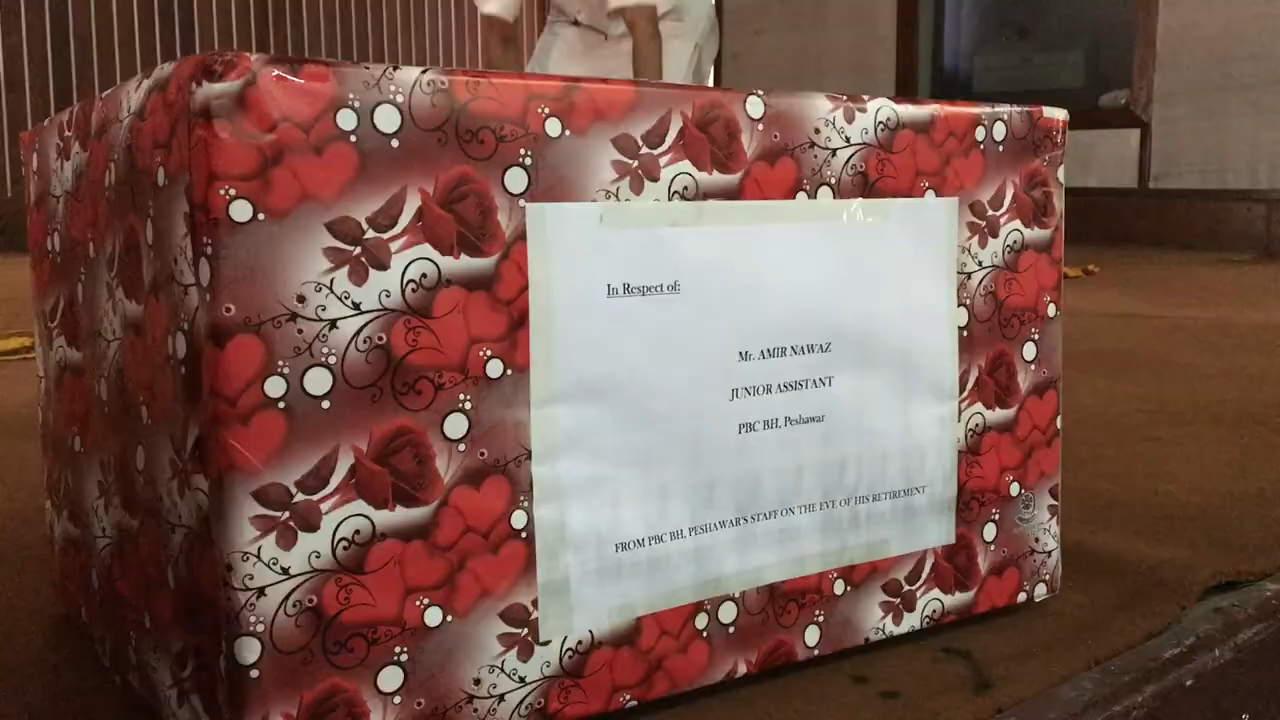 In Respect of:
Mr. AMIR NAWAZ
JUNIOR ASSISTANT
PBC BH, Peshawar
FROM PBC BH, PESHAWAR'S STAFF ON THE EVE OF HIS RETIREMENT